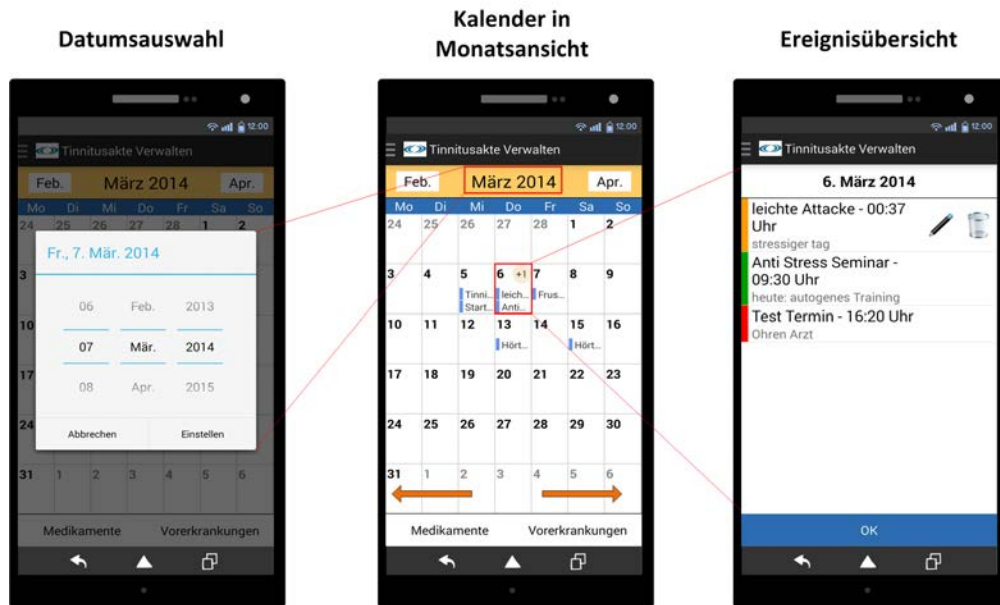 Datumsauswahl
12:00
Tinnitusakte Verwalten
Feb. März 2014 Apr.
Mo Di Mi Do Fr Sa So
24 25 26 27 28 1 2
Fr., 7. Mär. 2014
3
06 Feb. 2013
10
07 Mär. 2014
17
08 Apr. 2015
24
Abbrechen Einstellen
31 1 2 3 4 5 6
Medikamente Vorerkrankungen
Kalender in
Monatsansicht
12:00
Tinnitusakte Verwalten
Feb. März 2014 Apr.
Mo Di Mi Do Fr Sa So
24 25 26 27 28 1 2
3 4 5 6 +1 7 8 9
Tinni... leich... Frus...
Start... Anti...
10 11 12 13 14 15 16
Hört... Hört...
17 18 19 20 21 22 23
24 25 26 27 28 29 30
31 1 2 3 4 5 6
Medikamente Vorerkrankungen
Ereignisübersicht
12:00
Tinnitusakte Verwalten
6. März 2014
leichte Attacke - 00:37
Uhr
stressiger tag
Anti Stress Seminar -
09:30 Uhr
heute: autogenes Training
Test Termin - 16:20 Uhr
Ohren Arzt
OK